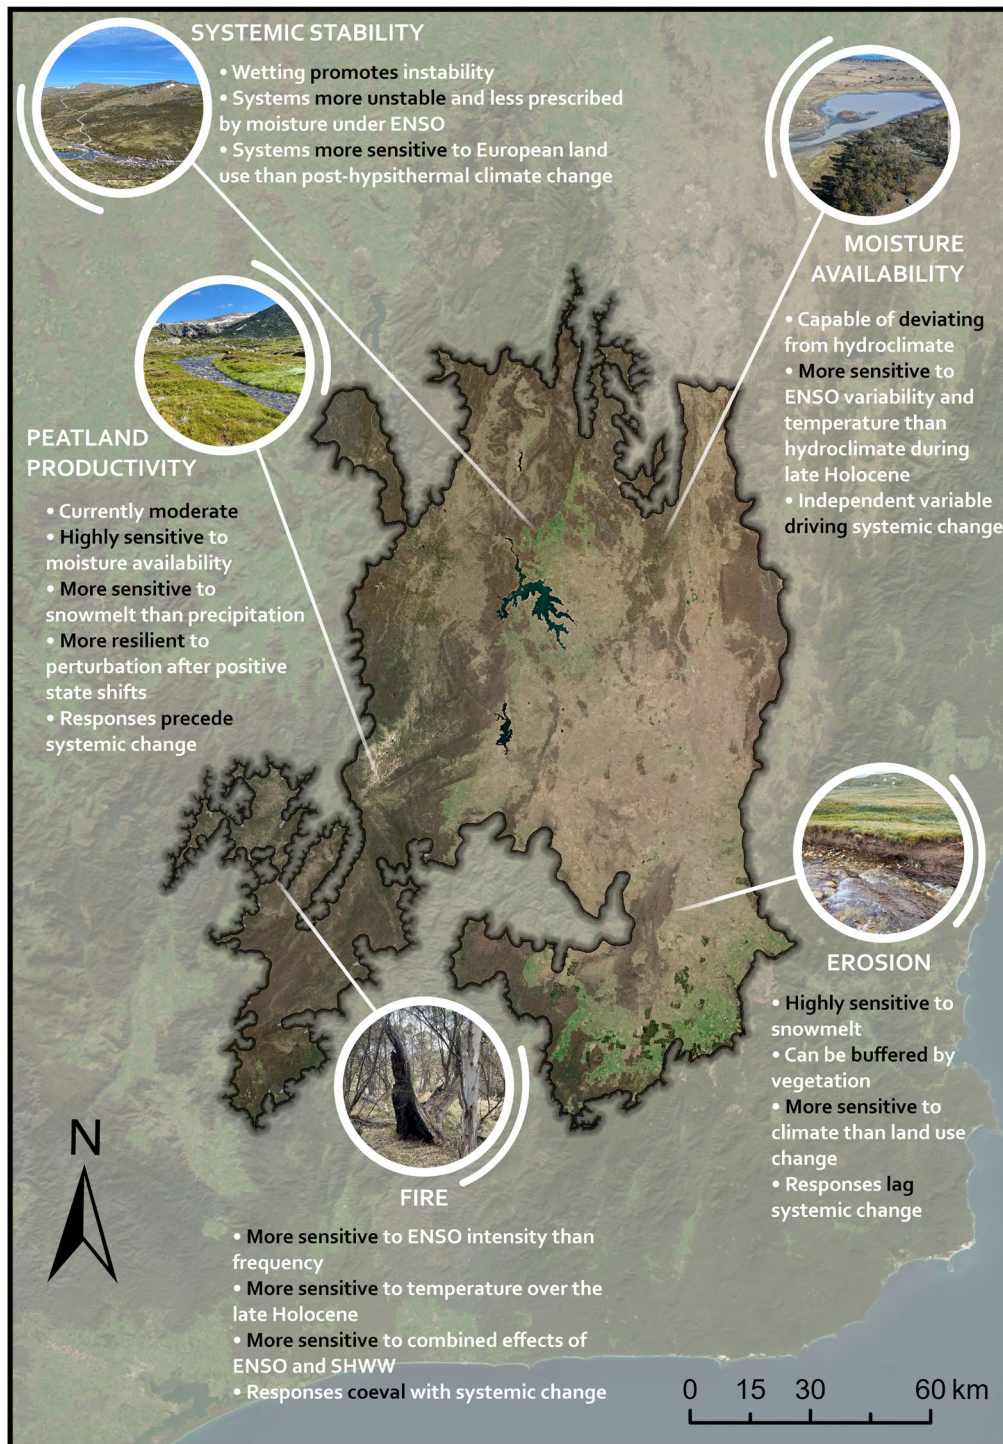 SYSTEMIC STABILITY
• Wetting promotes instability
• Systems more unstable and less prescribed
by moisture under ENSO
• Systems more sensitive to European land
use than post-hypsithermal climate change
MOISTURE
AVAILABILITY
• Capable of deviating
from hydroclimate
• More sensitive to
ENSO variability and
temperature than
hydroclimate during
late Holocene
• Independent variable
driving systemic change
PEATLAND
PRODUCTIVITY
• Currently moderate
• Highly sensitive to
moisture availability
• More sensitive to
snowmelt than precipitation
• More resilient to
perturbation after positive
state shifts
• Responses precede
systemic change
EROSION
• Highly sensitive to
snowmelt
• Can be buffered by
vegetation
• More sensitive to
climate than land use
change
• Responses lag
systemic change
N
FIRE
• More sensitive to ENSO intensity than
frequency
• More sensitive to temperature over the
late Holocene
• More sensitive to combined effects of
ENSO and SHWW
• Responses coeval with systemic change
0 15 30 60 km